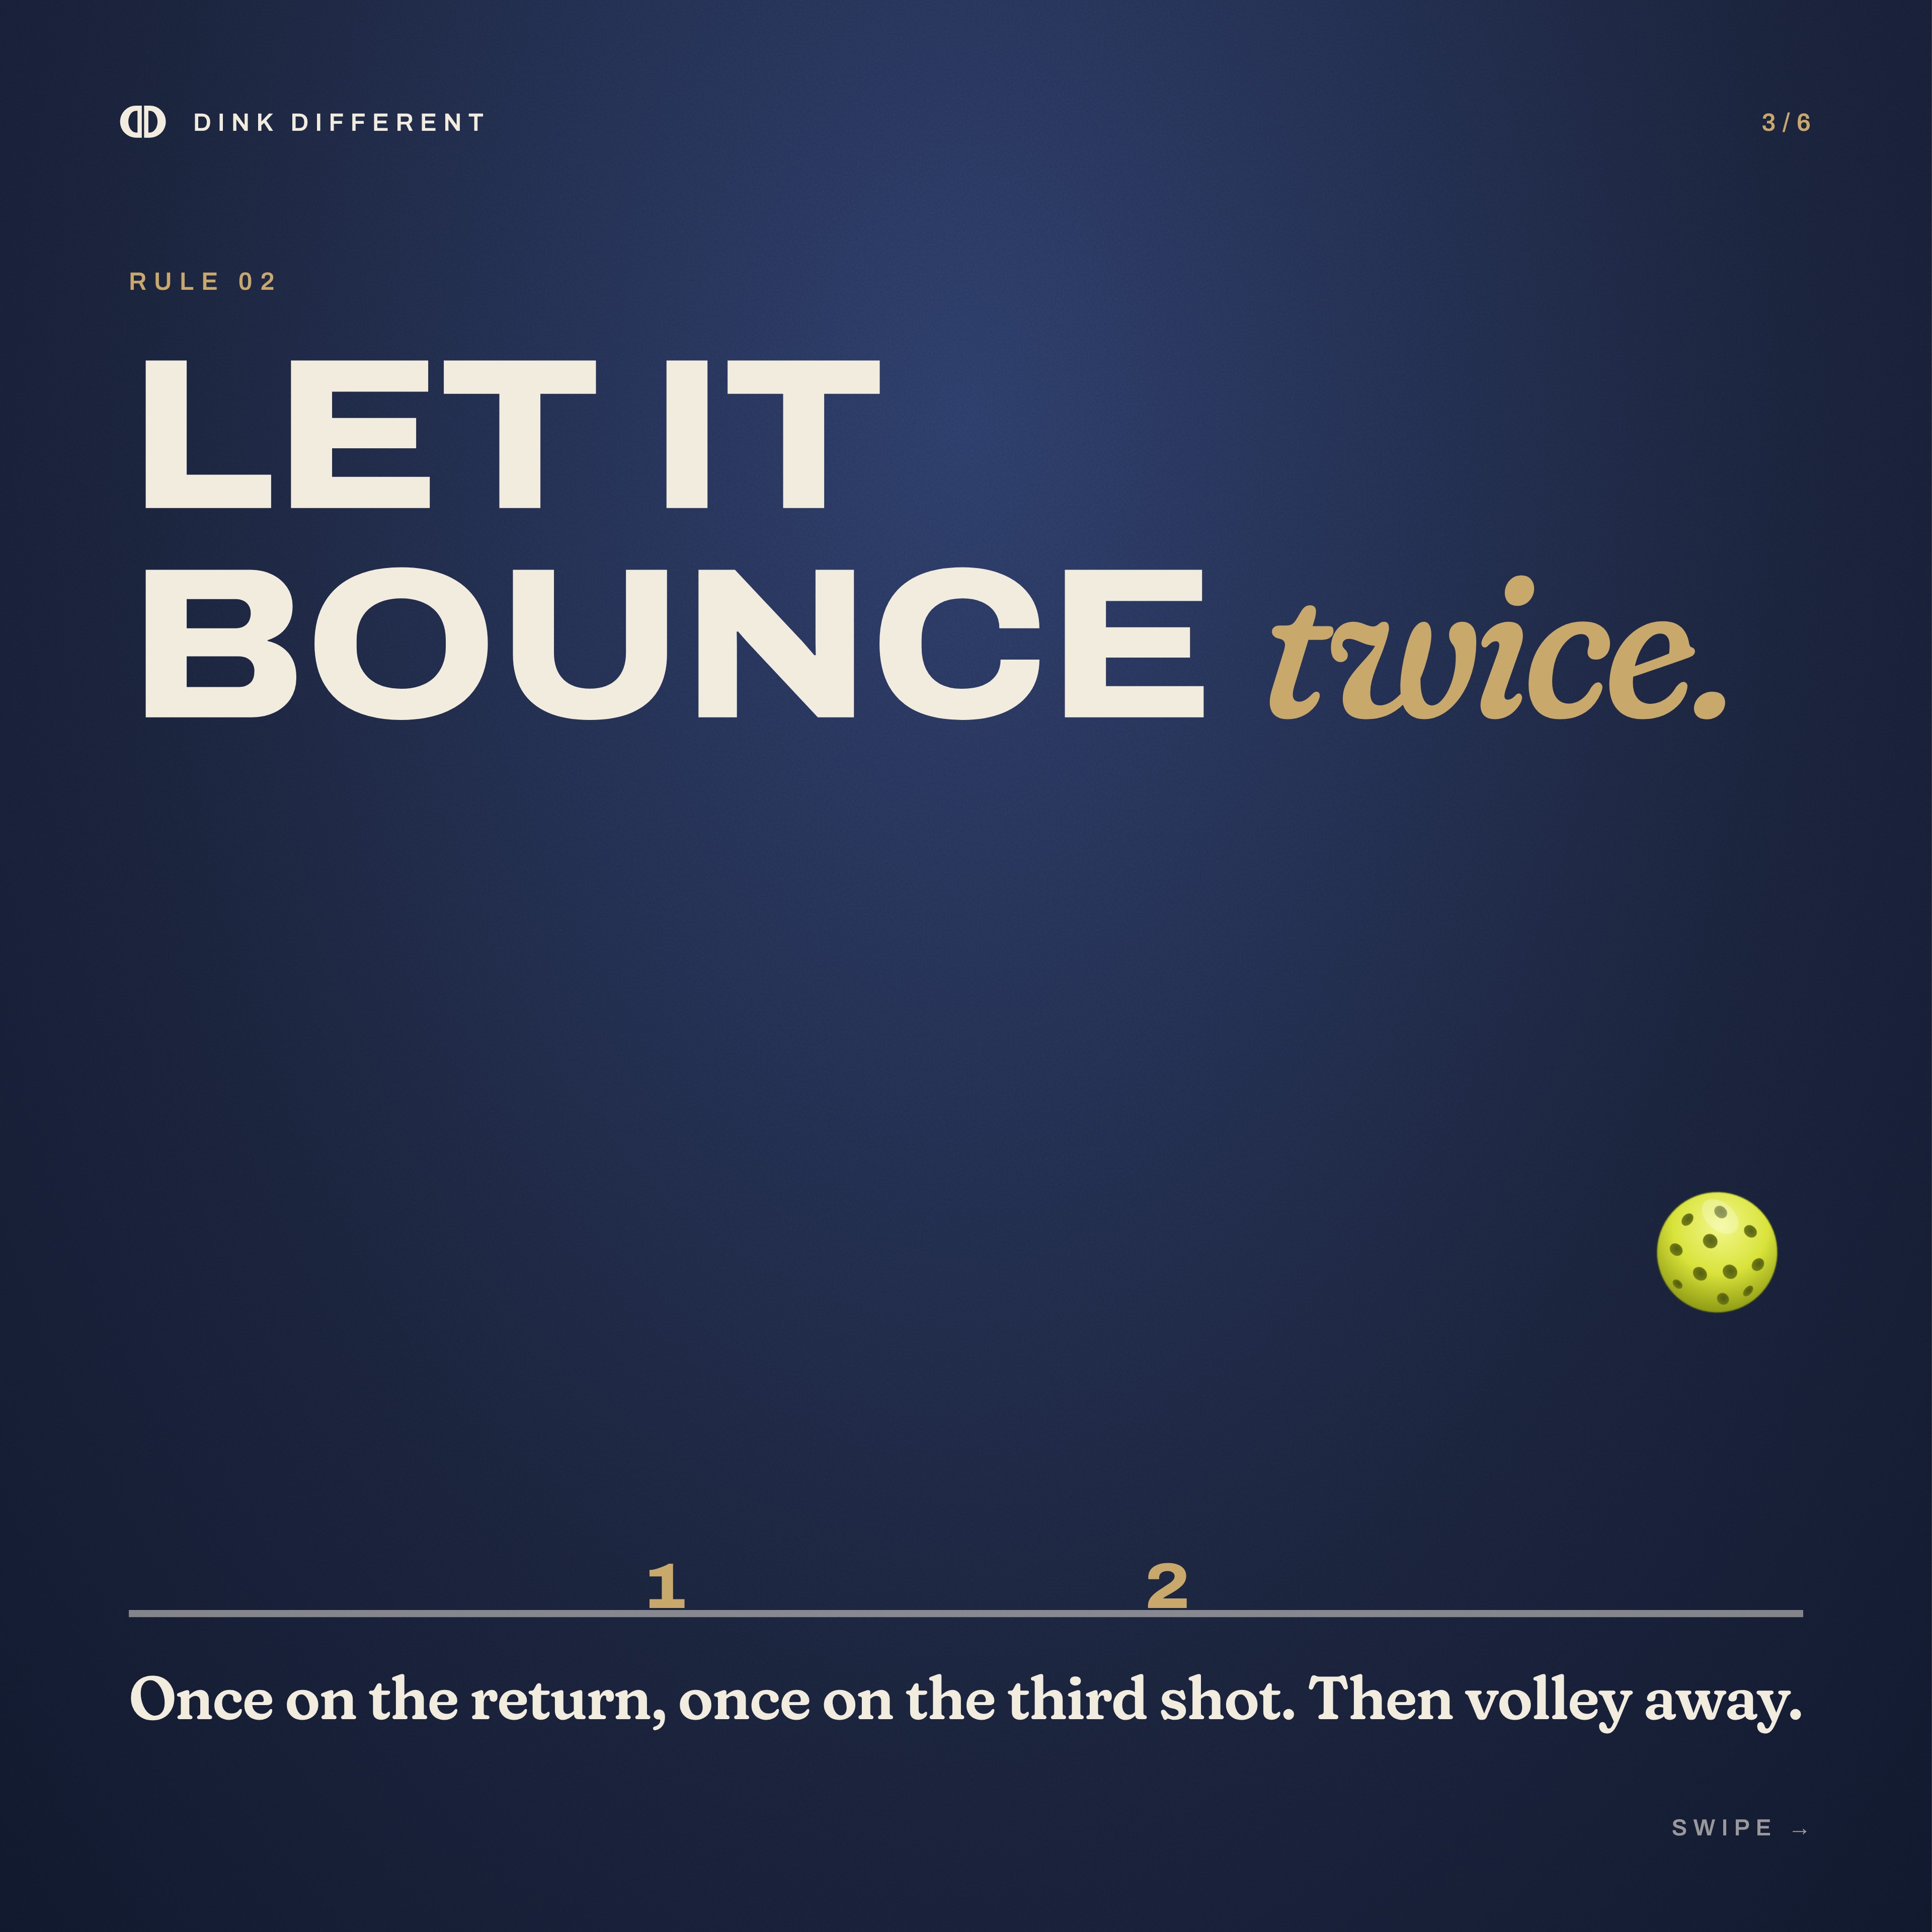 DINK DIFFERENT
3/6
RULE 02
LET IT
BOUNCE twice.
1 2
Once on the return, once on the third shot. Then volley away.
SWIPE →